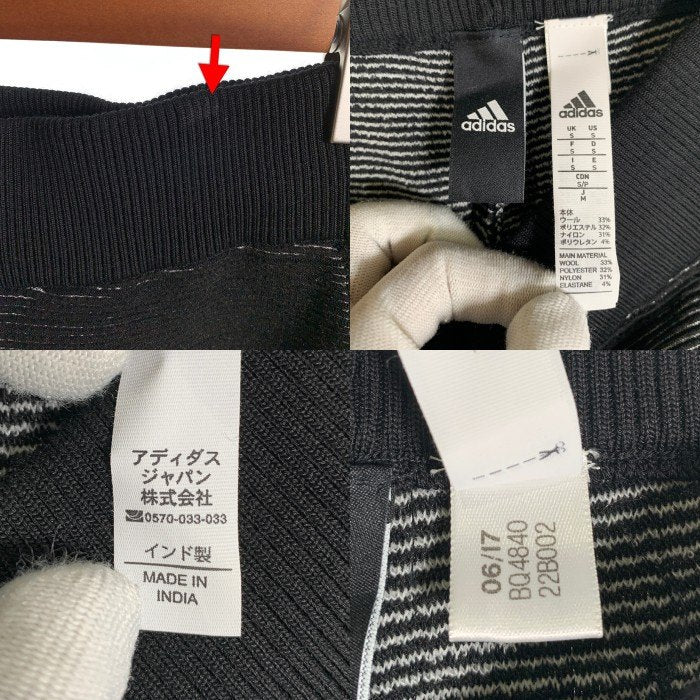 adidas
adidas
UK US
S S
F D
S S
I E
S S
CDN
S/P
J
M
本体
ウール 33%
ポリエステル 32%
ナイロン 31%
ポリウレタン 4%
MAIN MATERIAL
WOOL 33%
POLYESTER 32%
NYLON 31%
ELASTANE 4%
アディダス
ジャパン
株式会社
0570-033-033
インド製
MADE IN
INDIA
06/17
BQ4840
22B002